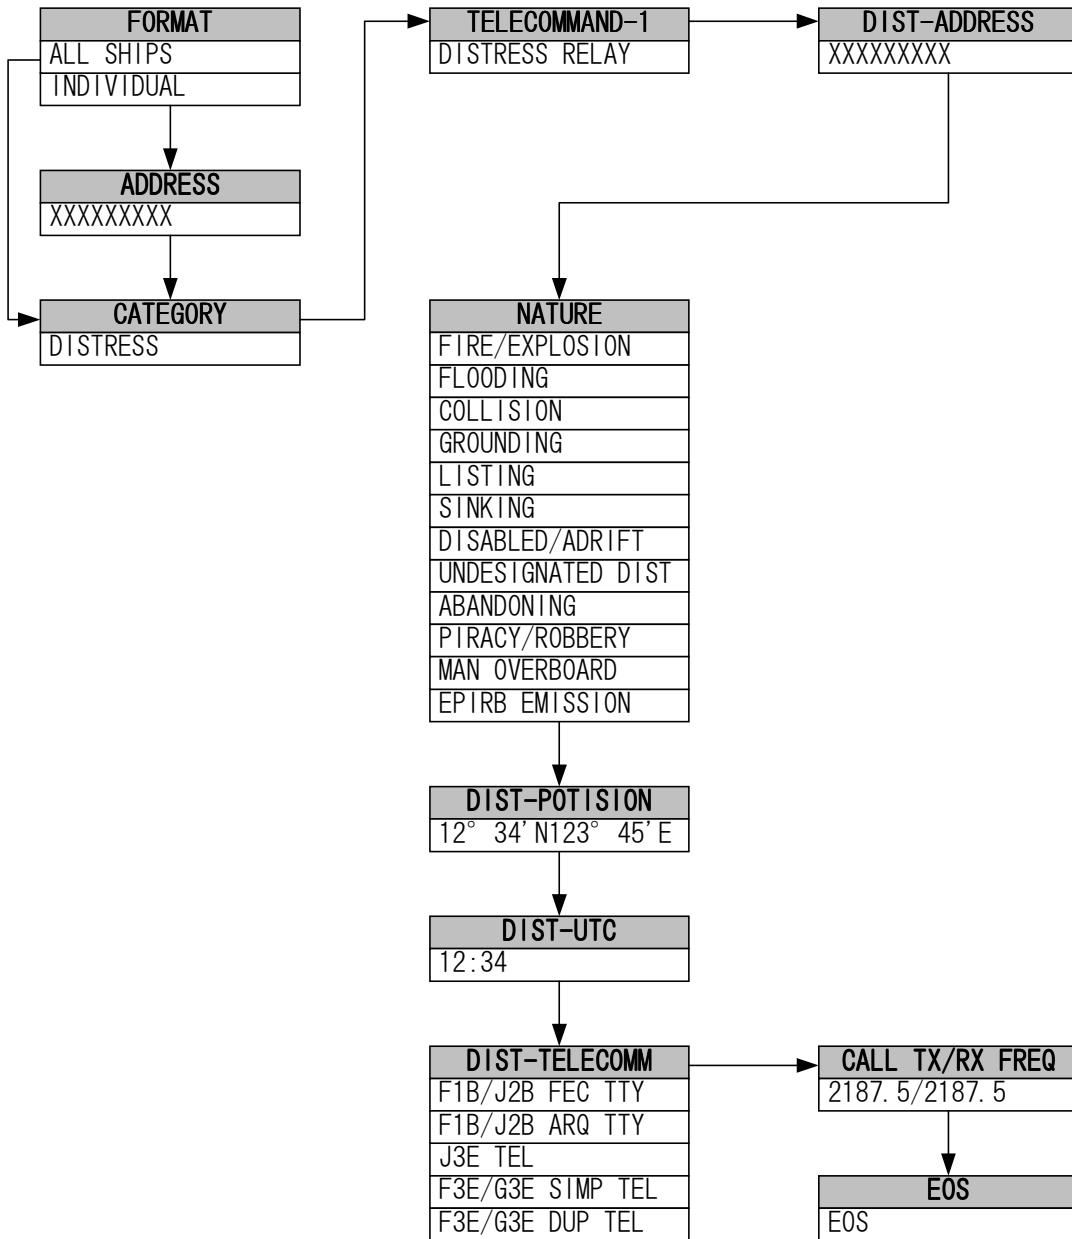 FORMAT
ALL SHIPS
INDIVIDUAL
ADDRESS
XXXXXXXXX
CATEGORY
DISTRESS
TELECOMMAND-1
DISTRESS RELAY
DIST-ADDRESS
XXXXXXXXX
NATURE
FIRE/EXPLOSION
FLOODING
COLLISION
GROUNDING
LISTING
SINKING
DISABLED/ADRIFT
UNDESIGNATED DIST
ABANDONING
PIRACY/ROBBERY
MAN OVERBOARD
EPIRB EMISSION
DIST-POTISION
12° 34'N123° 45'E
DIST-UTC
12:34
DIST-TELECOMM
F1B/J2B FEC TTY
F1B/J2B ARQ TTY
J3E TEL
F3E/G3E SIMP TEL
F3E/G3E DUP TEL
CALL TX/RX FREQ
2187.5/2187.5
EOS
EOS